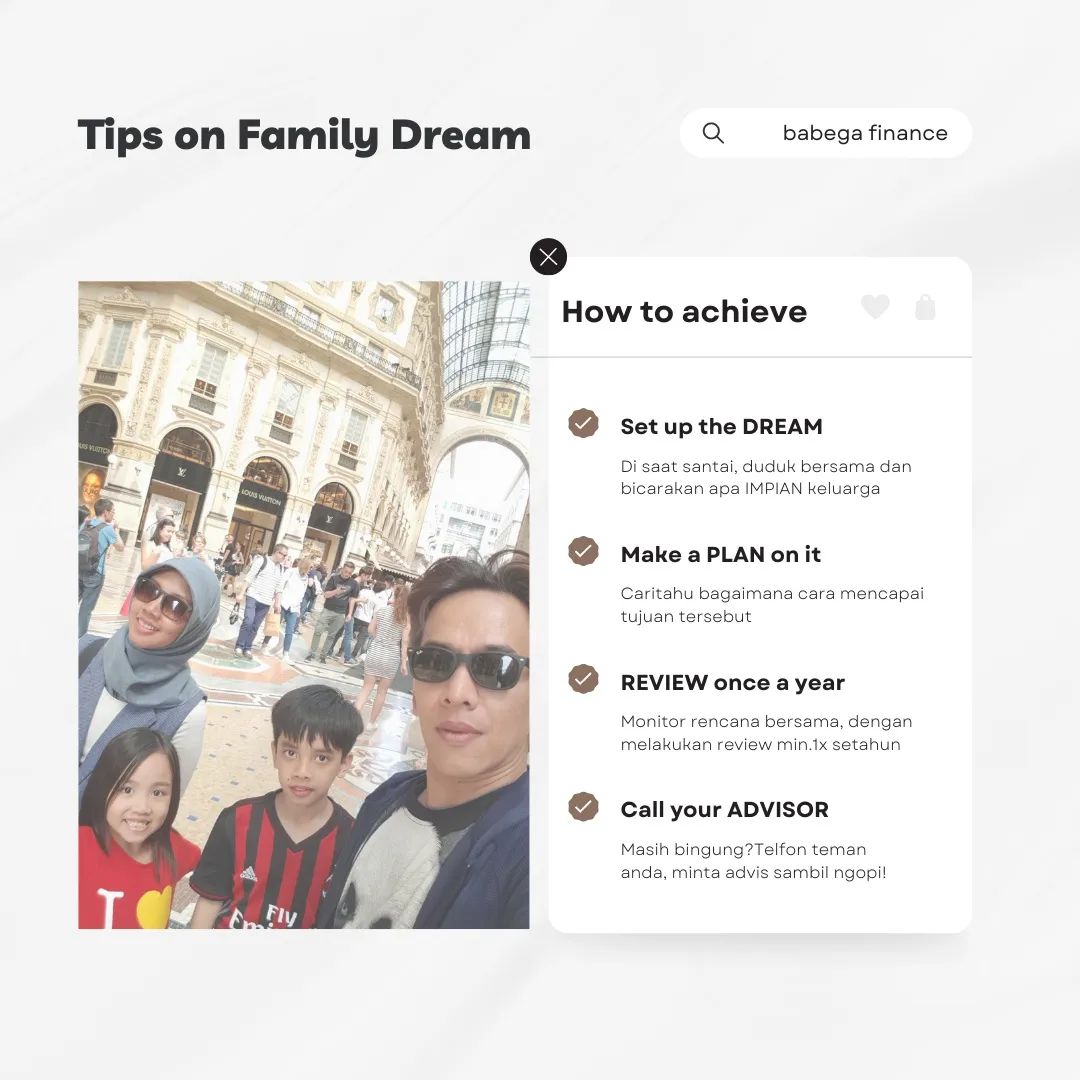 Tips on Family Dream
babega finance
How to achieve
Set up the DREAM
Di saat santai, duduk bersama dan
bicarakan apa IMPIAN keluarga
Make a PLAN on it
Caritahu bagaimana cara mencapai
tujuan tersebut
REVIEW once a year
Monitor rencana bersama, dengan
melakukan review min.1x setahun
Call your ADVISOR
Masih bingung?Telfon teman
anda, minta advis sambil ngopi!
LOUIS VUITTON
LV
LOUIS VUITTON
LV
adidas
Fly
I